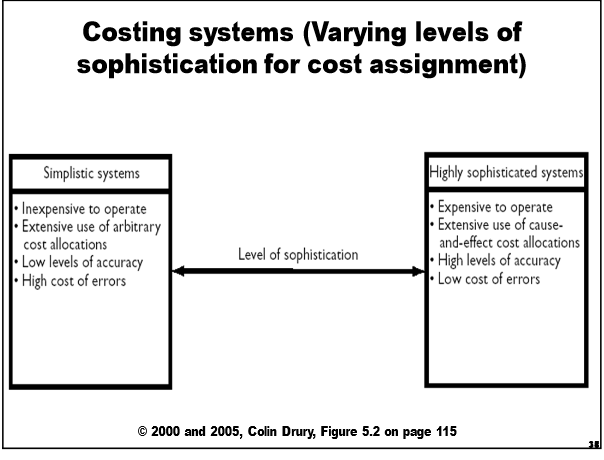 Costing systems (Varying levels of
sophistication for cost assignment)
Simplistic systems
• Inexpensive to operate
• Extensive use of arbitrary
cost allocations
• Low levels of accuracy
• High cost of errors
Level of sophistication
Highly sophisticated systems
• Expensive to operate
• Extensive use of cause-
and-effect cost allocations
• High levels of accuracy
• Low cost of errors
© 2000 and 2005, Colin Drury, Figure 5.2 on page 115